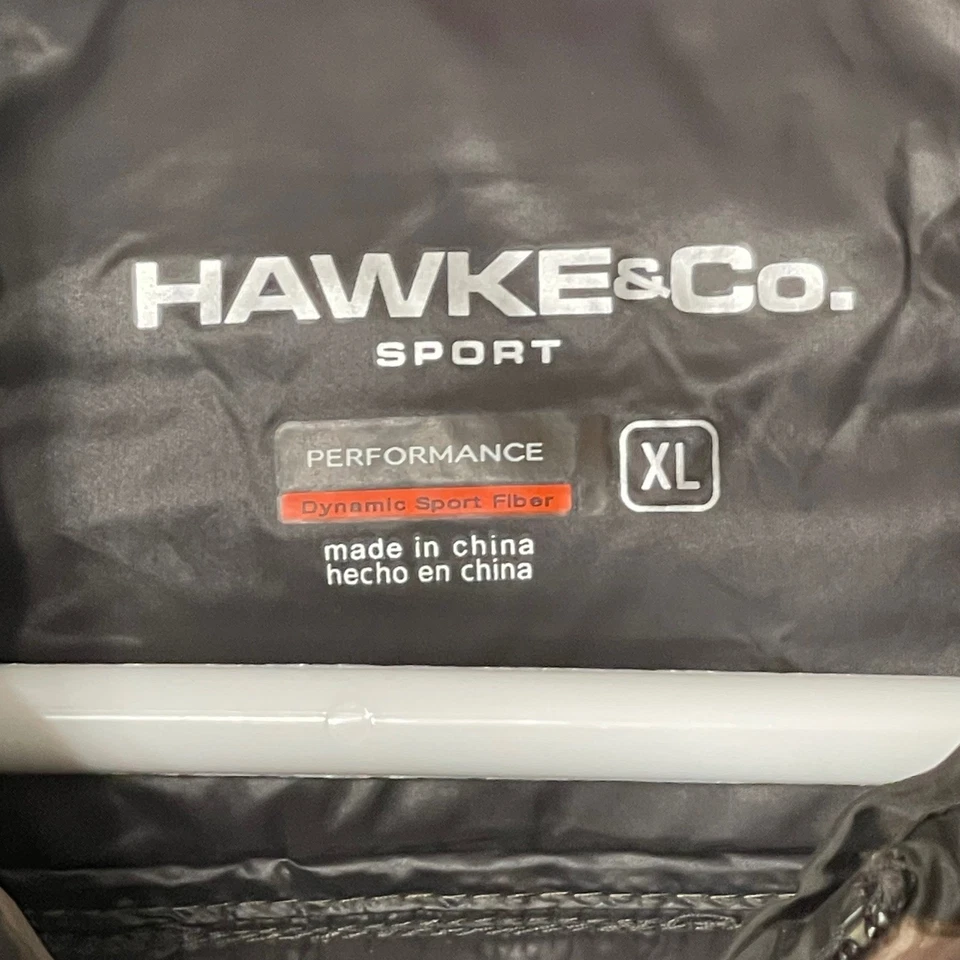 HAWKE&Co.
SPORT
PERFORMANCE
XL
Dynamic Sport Fiber
made in china
hecho en china